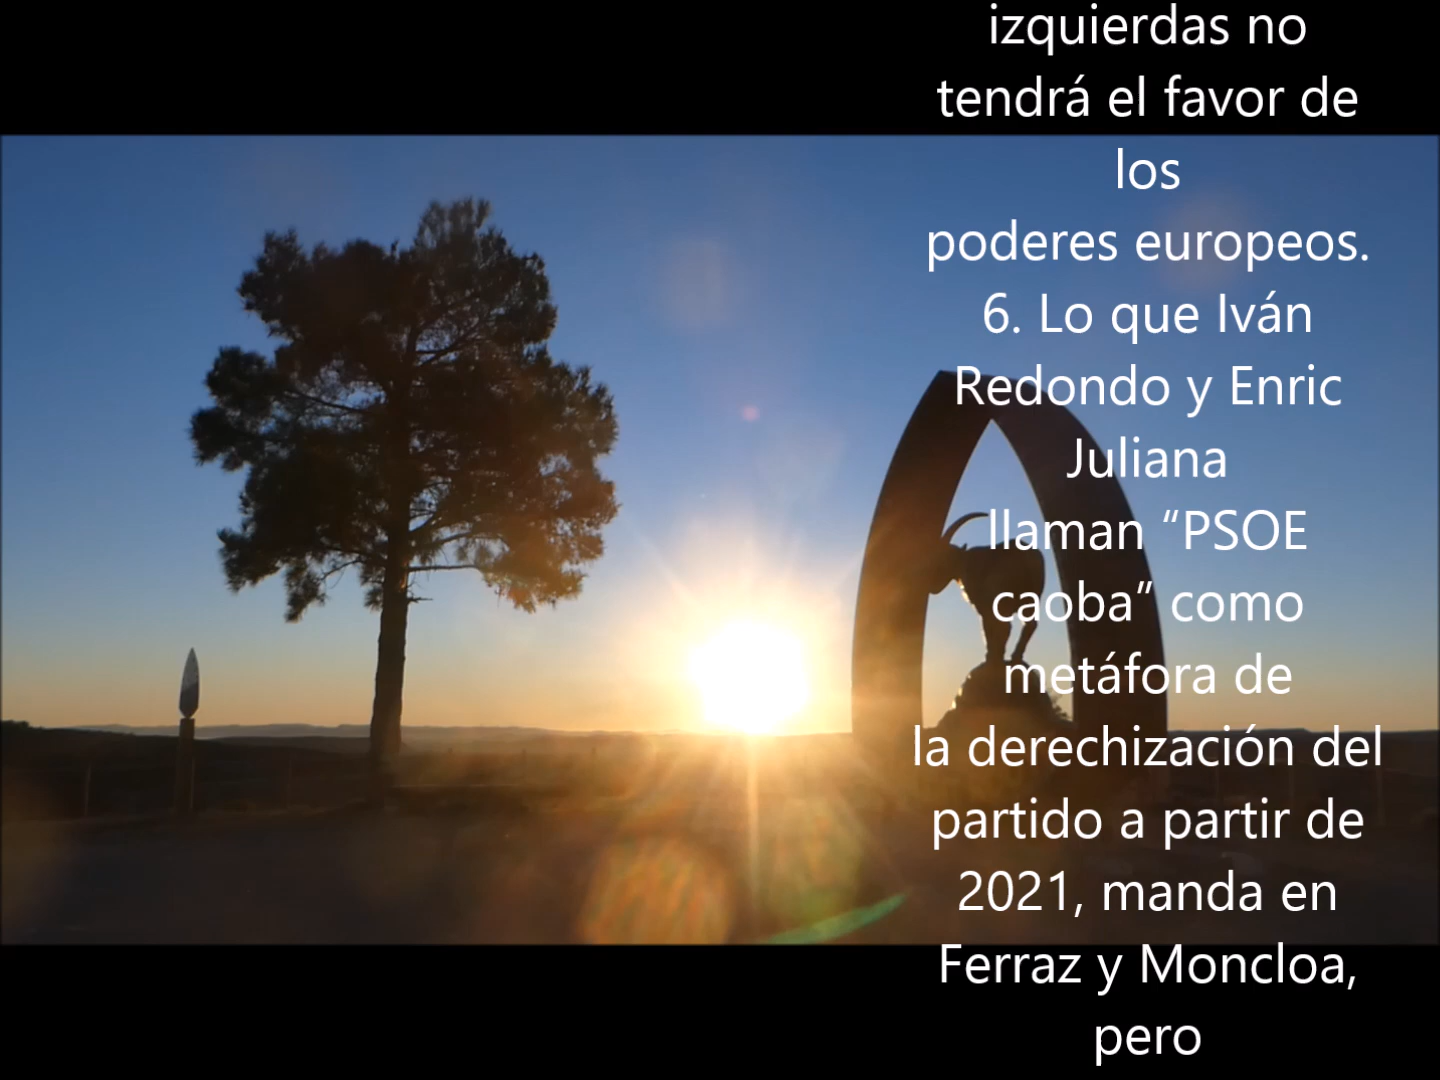 izquierdas no
tendrá el favor de
los
poderes europeos.
6. Lo que Iván
Redondo y Enric
Juliana
llaman “PSOE
caoba” como
metáfora de
la derechización del
partido a partir de
2021, manda en
Ferraz y Moncloa,
pero